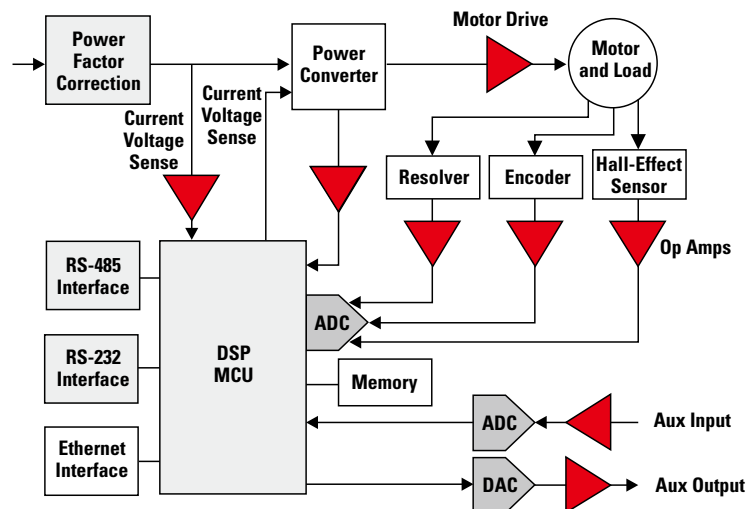 Motor Drive
Power
Factor
Correction
Power
Converter
Motor
and Load
Current
Voltage
Sense
Current
Voltage
Sense
Resolver
Encoder
Hall-Effect
Sensor
Op Amps
RS-485
Interface
ADC
RS-232
Interface
DSP
MCU
Memory
Ethernet
Interface
ADC
Aux Input
DAC
Aux Output